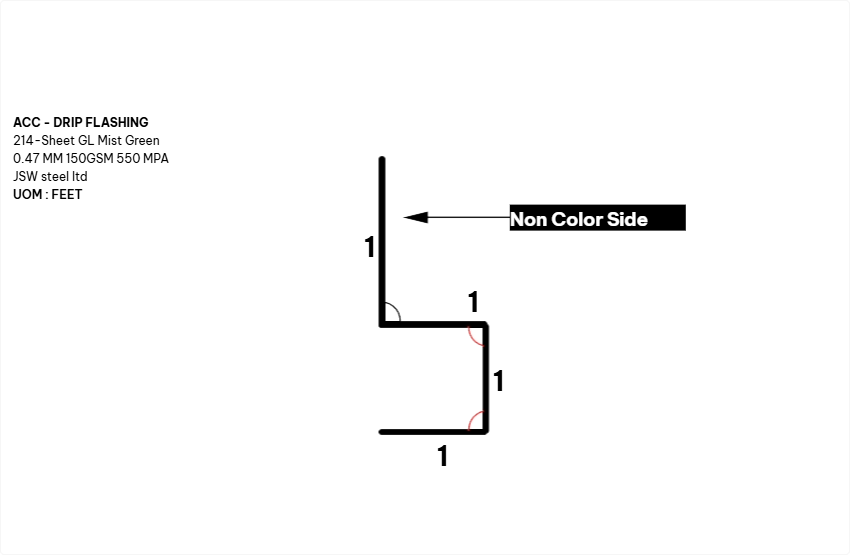 ACC - DRIP FLASHING
214-Sheet GL Mist Green
0.47 MM 150GSM 550 MPA
JSW steel ltd
UOM : FEET
Non Color Side
1
1
1
1